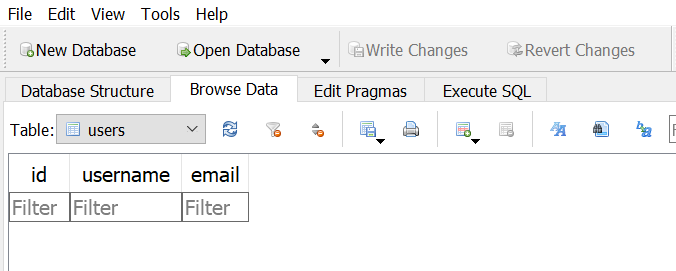 File Edit View Tools Help
New Database Open Database Write Changes Revert Changes
Database Structure Browse Data Edit Pragmas Execute SQL
Table: users
id username email
Filter Filter Filter